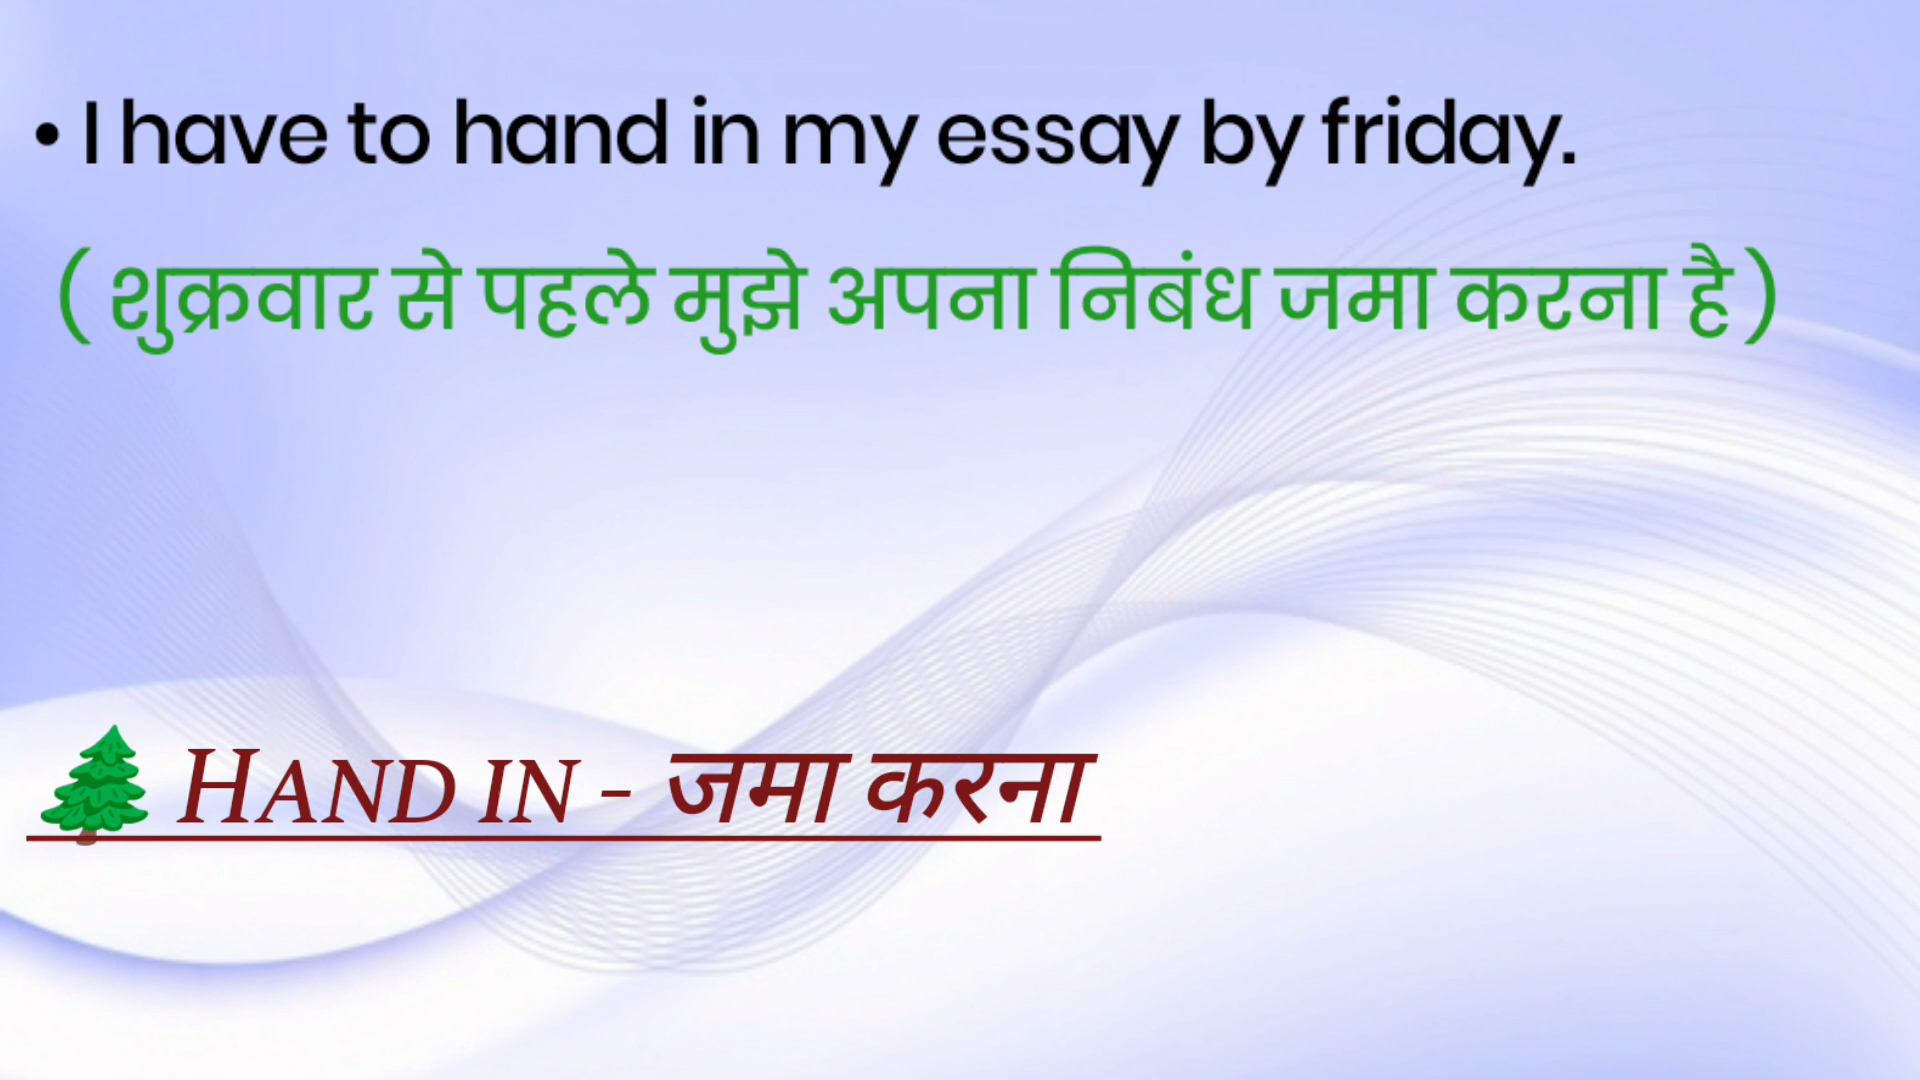 • I have to hand in my essay by friday.
( शुक्रवार से पहले मुझे अपना निबंध जमा करना है )
🌲 HAND IN - जमा करना